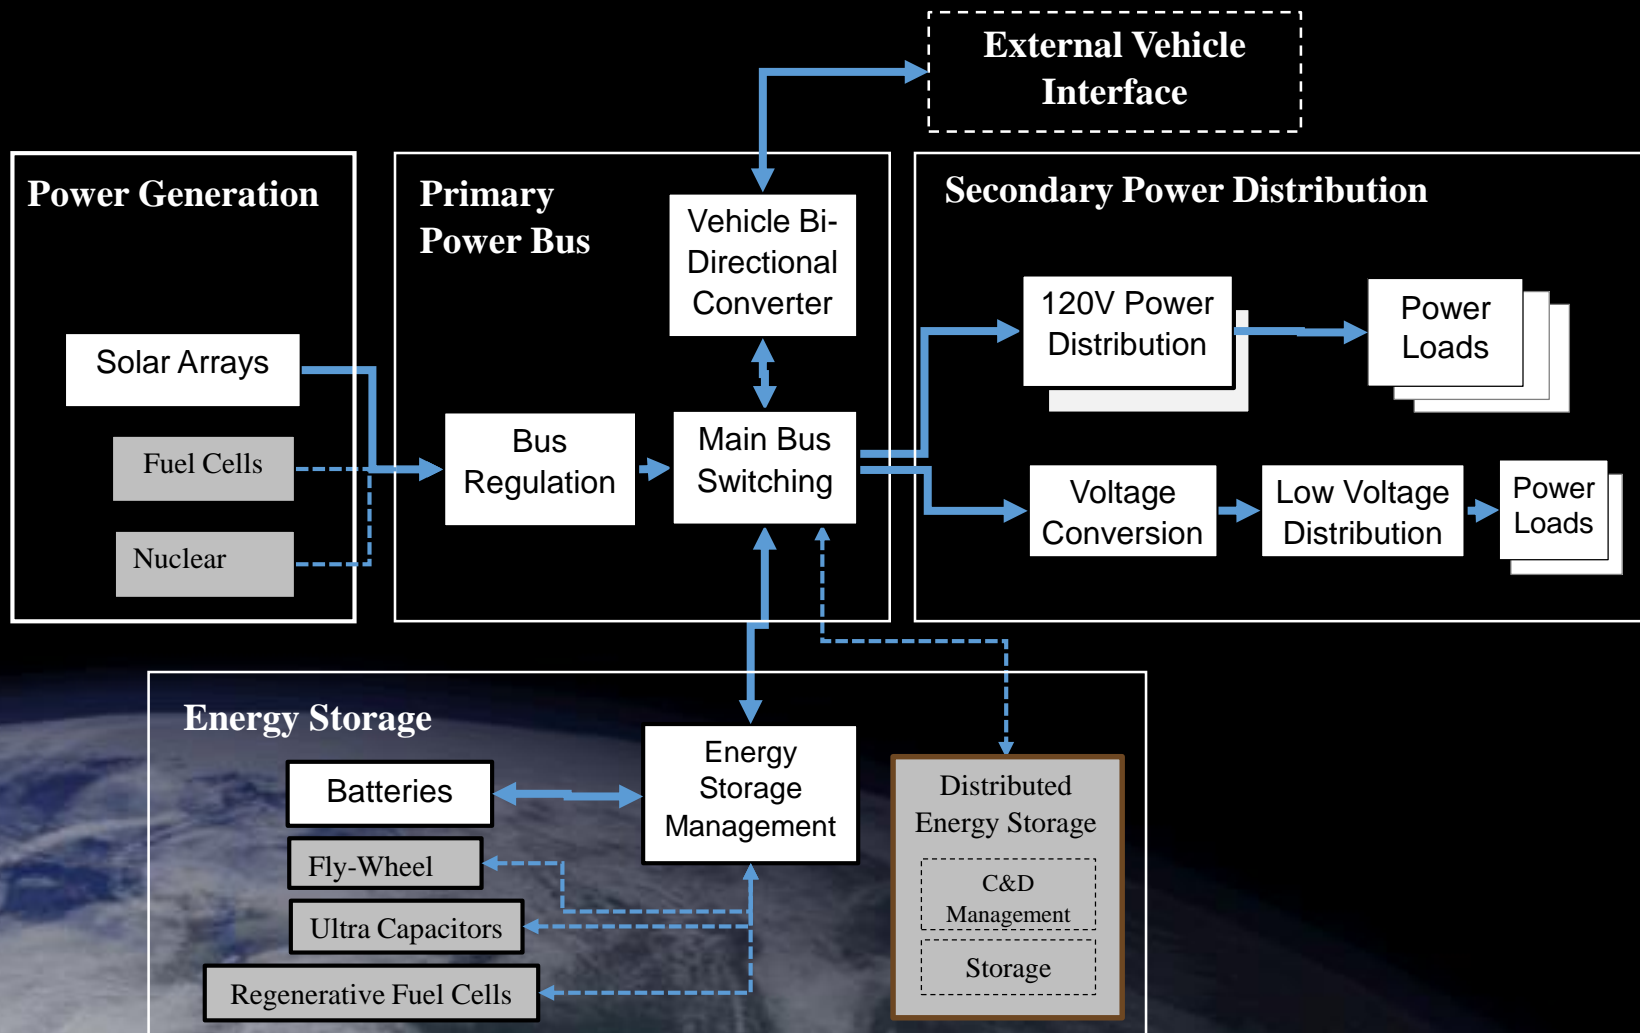 External Vehicle
Interface
Power Generation
Solar Arrays
Fuel Cells
Nuclear
Primary
Power Bus
Vehicle Bi-
Directional
Converter
Bus
Regulation
Main Bus
Switching
Secondary Power Distribution
120V Power
Distribution
Power
Loads
Voltage
Conversion
Low Voltage
Distribution
Power
Loads
Energy Storage
Batteries
Fly-Wheel
Ultra Capacitors
Regenerative Fuel Cells
Energy
Storage
Management
Distributed
Energy Storage
C&D
Management
Storage